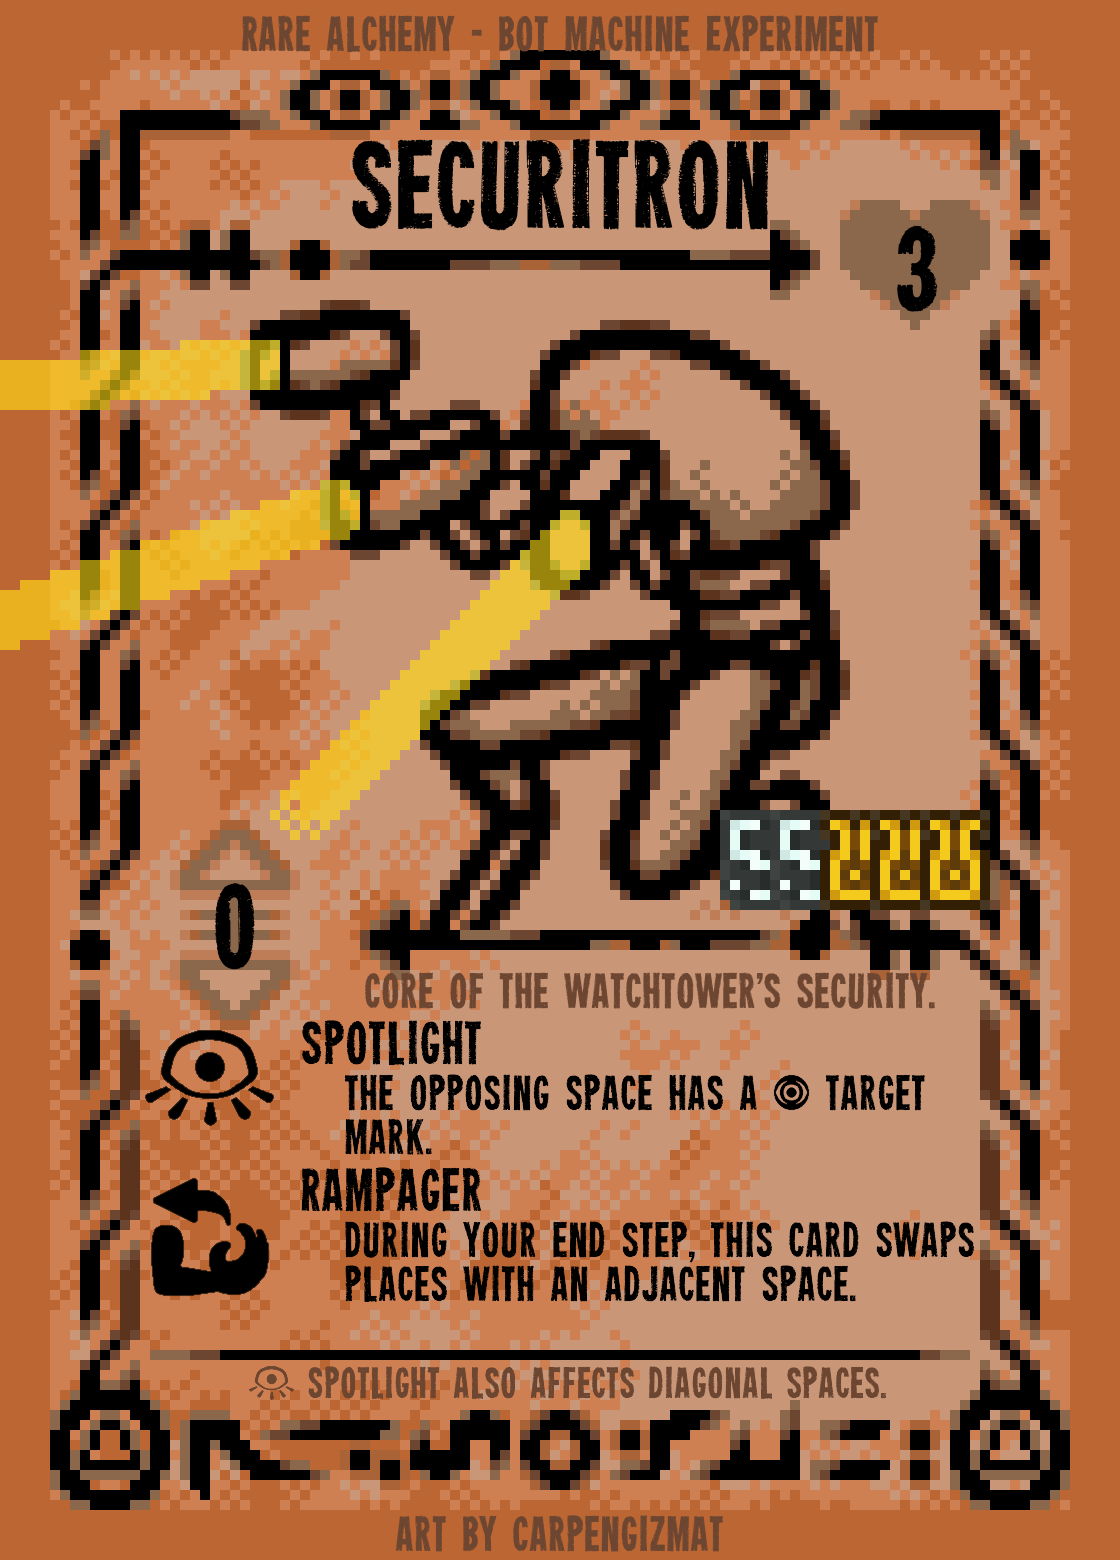 RARE ALCHEMY - BOT MACHINE EXPERIMENT
SECURITRON
3
0
CORE OF THE WATCHTOWER'S SECURITY.
SPOTLIGHT
THE OPPOSING SPACE HAS A TARGET
MARK.
RAMPAGER
DURING YOUR END STEP, THIS CARD SWAPS
PLACES WITH AN ADJACENT SPACE.
SPOTLIGHT ALSO AFFECTS DIAGONAL SPACES.
ART BY CARPENGIZMAT